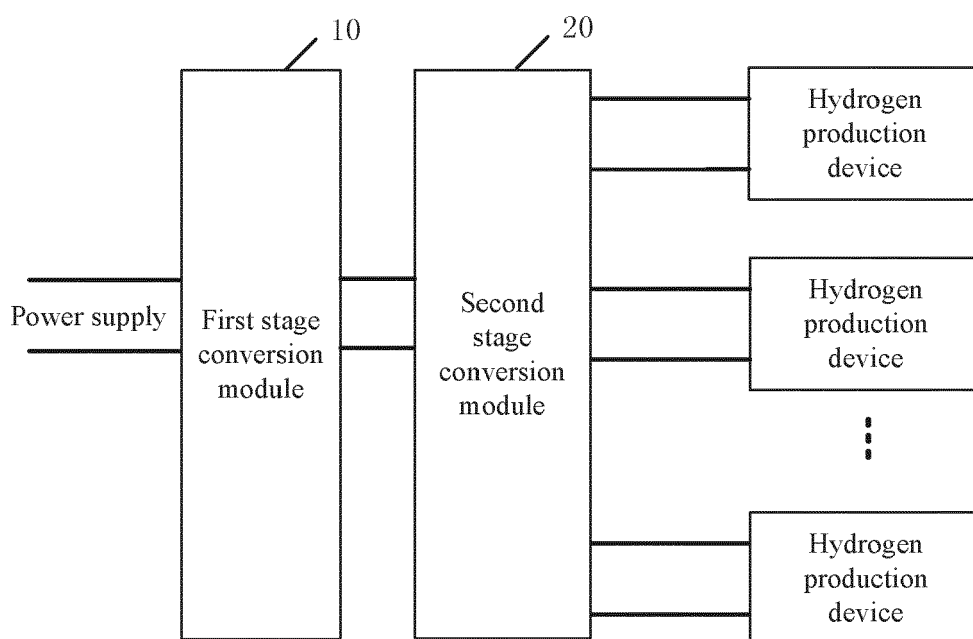 10
20
Hydrogen
production
device
Power supply
First stage
conversion
module
Second
stage
conversion
module
Hydrogen
production
device
Hydrogen
production
device